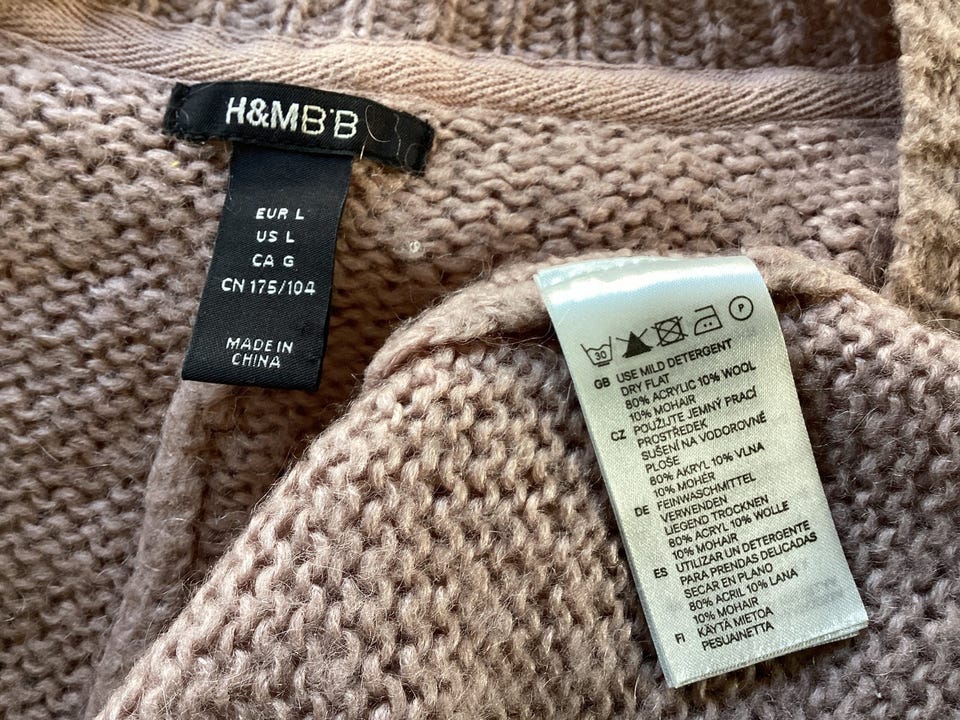 H&MB'B
EUR L
US L
CA G
CN 175/104
MADE IN
CHINA
30
P
GB USE MILD DETERGENT
DRY FLAT
80% ACRYLIC 10% WOOL
10% MOHAIR
CZ POUŽIJTE JEMNÝ PRACÍ
PROSTŘEDEK
SUŠENÍ NA VODOROVNÉ
PLOŠE
80% AKRYL 10% VLNA
10% MOHÉR
DE FEINWASCHMITTEL
VERWENDEN
LIEGEND TROCKNEN
80% ACRYL 10% WOLLE
10% MOHAIR
ES UTILIZAR UN DETERGENTE
PARA PRENDAS DELICADAS
SECAR EN PLANO
80% ACRIL 10% LANA
10% MOHAIR
FI KÄYTÄ MIETOA
PESUAINETTA